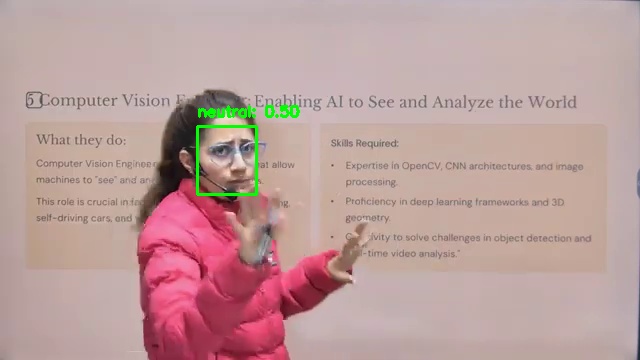 neutral: 0.50
5 Computer Vision Enabling AI to See and Analyze the World
What they do:
Computer Vision allow
machines to "see" and
This role is crucial in
self-driving cars, and
Skills Required:
• Expertise in OpenCV, CNN architectures, and image
processing.
• Proficiency in deep learning frameworks and 3D
geometry.
• to solve challenges in object detection and
video analysis."